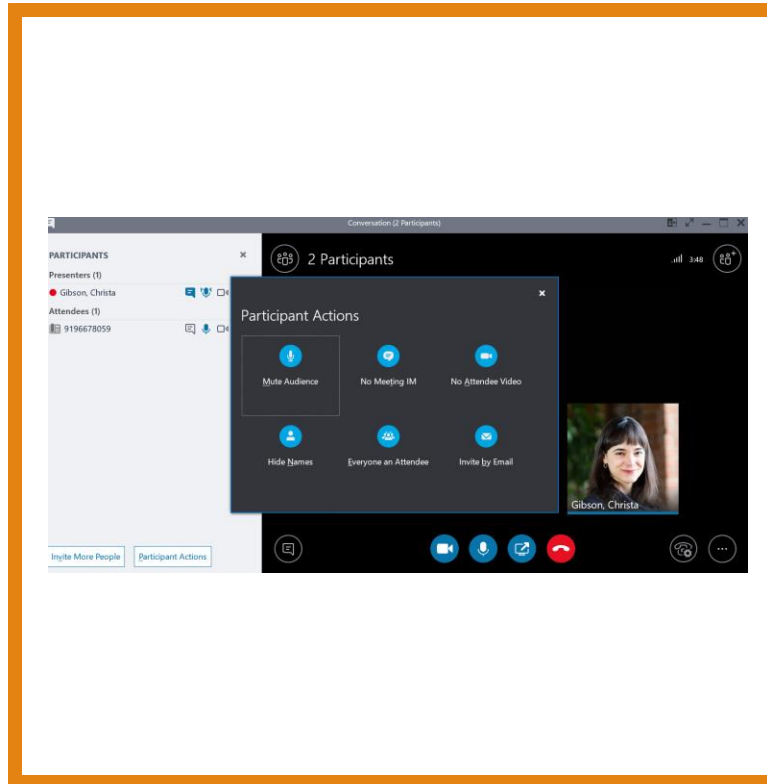 Conversation (2 Participants)
PARTICIPANTS
Presenters (1)
Gibson, Christa
Attendees (1)
9196678059
Invite More People
Participant Actions
2 Participants
3:48
Participant Actions
Mute Audience
No Meeting IM
No Attendee Video
Hide Names
Everyone an Attendee
Invite by Email
Gibson, Christa